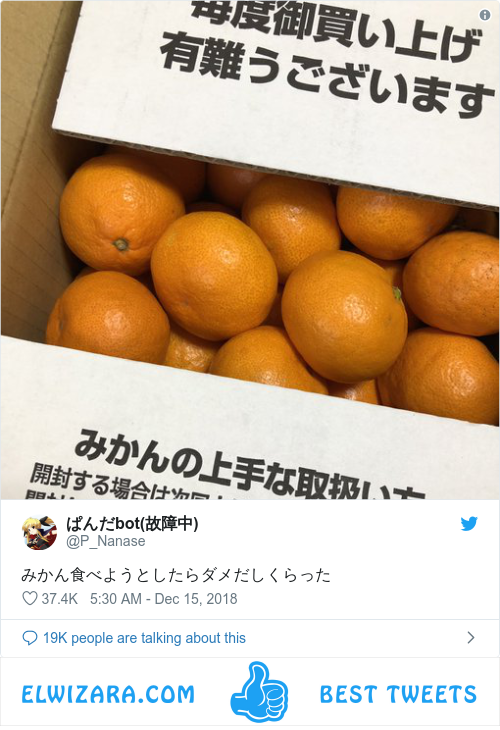 毎度御買い上げ
有難うございます
みかんの上手な取扱い方
開封する場合は次回
ぱんだbot(故障中)
@P_Nanase
みかん食べようとしたらダメだしくらった
37.4K 5:30 AM - Dec 15, 2018
19K people are talking about this
ELWIZARA.COM BEST TWEETS